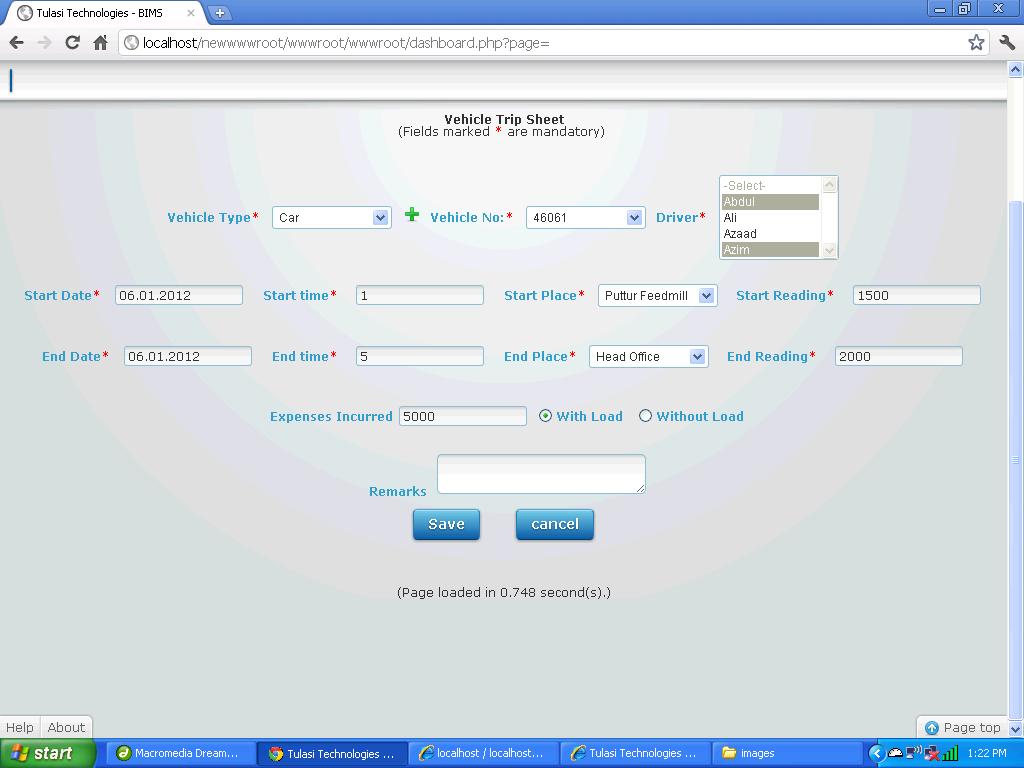 Tulasi Technologies - BIMS
localhost/newwwwroot/wwwroot/wwwroot/dashboard.php?page=
Vehicle Trip Sheet
(Fields marked * are mandatory)
Vehicle Type* Car Vehicle No:* 46061 Driver*
-Select-
Abdul
Ali
Azaad
Azim
Start Date* 06.01.2012 Start time* 1 Start Place* Puttur Feedmill Start Reading* 1500
End Date* 06.01.2012 End time* 5 End Place* Head Office End Reading* 2000
Expenses Incurred 5000 With Load Without Load
Remarks
Save cancel
(Page loaded in 0.748 second(s).)
Help About Page top
start Macromedia Dream... Tulasi Technologies ... localhost / localhost... Tulasi Technologies ... images 1:22 PM